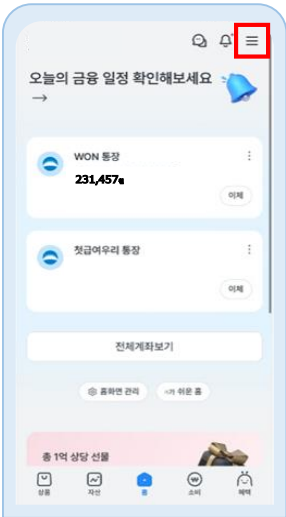 오늘의 금융 일정 확인해보세요
→
WON 통장
231,457
이체
첫급여우리 통장
이체
전체계좌보기
홈화면 관리
가 쉬운 홈
총 1억 상당 선물
상품
자산
홈
소비
혜택